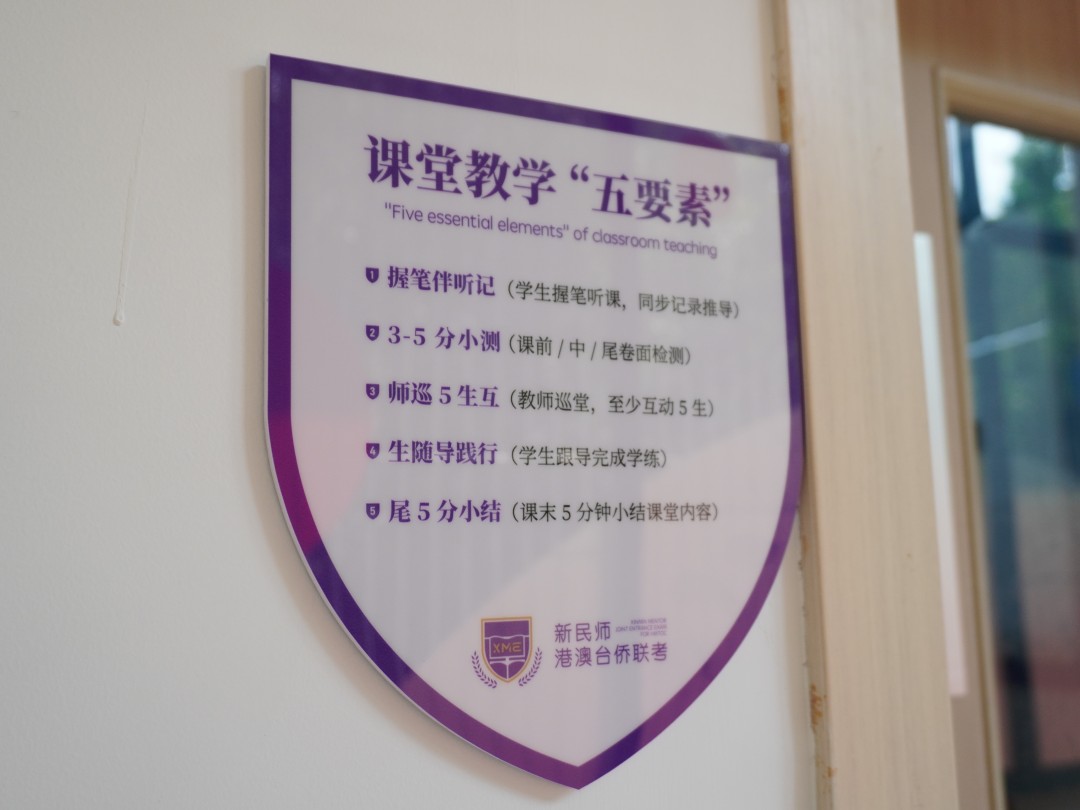 课堂教学“五要素”
"Five essential elements" of classroom teaching
1 握笔伴听记（学生握笔听课，同步记录推导）
2 3-5 分小测（课前 / 中 / 尾卷面检测）
3 师巡 5 生互（教师巡堂，至少互动 5 生）
4 生随导践行（学生跟导完成学练）
5 尾 5 分小结（课末 5 分钟小结课堂内容）
XME
新民师
JOINT ENTRANCE EXAM
港澳台侨联考